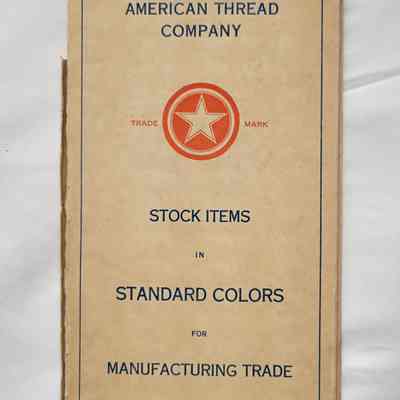 AMERICAN THREAD
COMPANY
TRADE MARK
STOCK ITEMS
IN
STANDARD COLORS
FOR
MANUFACTURING TRADE